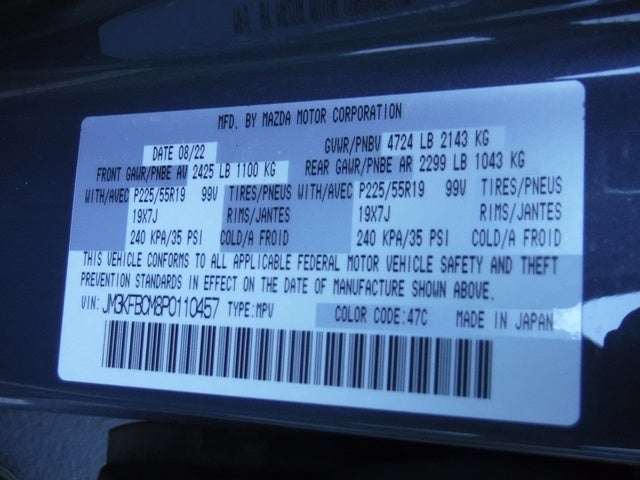 MFD. BY MAZDA MOTOR CORPORATION
DATE 08/22 GVWR/PNBV 4724 LB 2143 KG
FRONT GAWR/PNBE AV 2425 LB 1100 KG REAR GAWR/PNBE AR 2299 LB 1043 KG
WITH/AVEC P225/55R19 99V TIRES/PNEUS WITH/AVEC P225/55R19 99V TIRES/PNEUS
19X7J RIMS/JANTES 19X7J RIMS/JANTES
240 KPA/35 PSI COLD/A FROID 240 KPA/35 PSI COLD/A FROID
THIS VEHICLE CONFORMS TO ALL APPLICABLE FEDERAL MOTOR VEHICLE SAFETY AND THEFT
PREVENTION STANDARDS IN EFFECT ON THE DATE OF MANUFACTURE SHOWN ABOVE.
VIN: JM3KFBCM8P0110457 TYPE:MPV COLOR CODE:47C MADE IN JAPAN